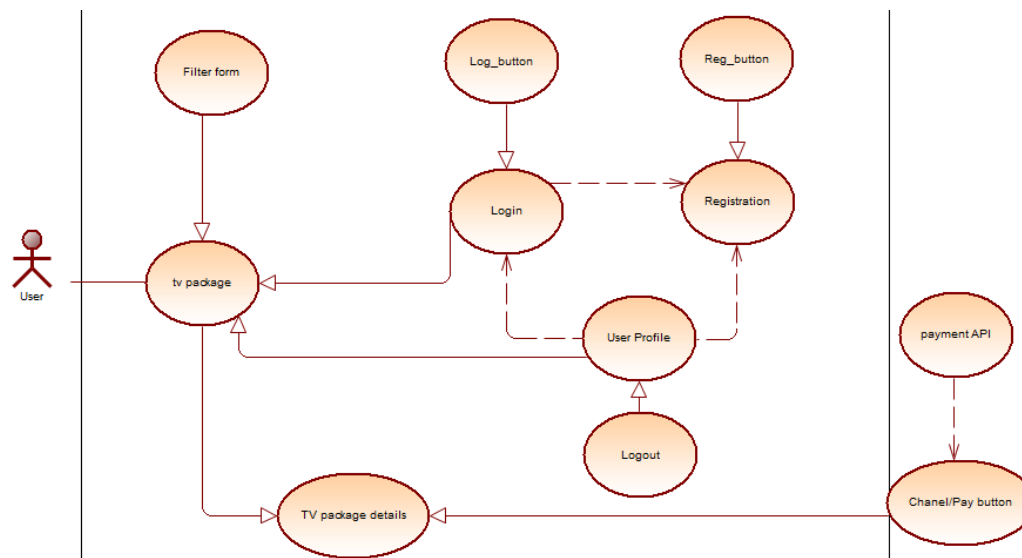 Filter form
Log_button
Reg_button
Login
Registration
tv package
User
User Profile
payment API
Logout
TV package details
Chanel/Pay button